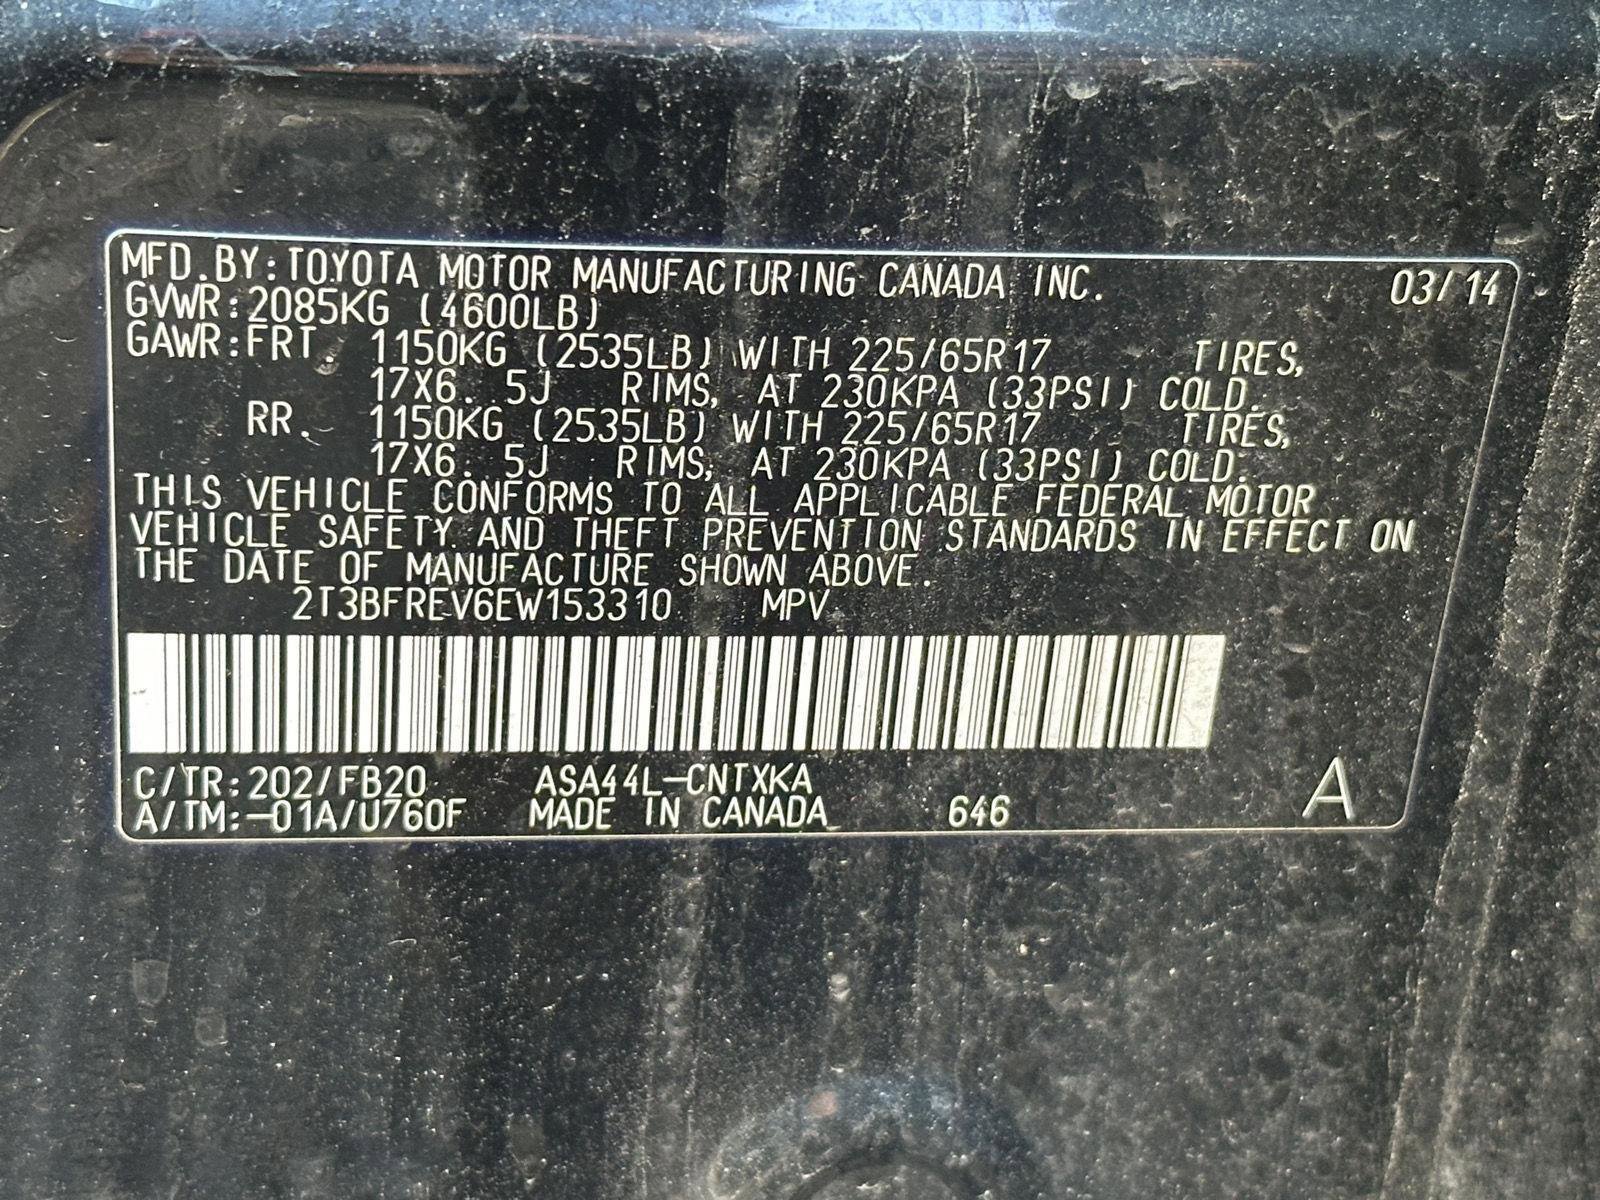 MFD.BY:TOYOTA MOTOR MANUFACTURING CANADA INC. 03/14
GVWR:2085KG (4600LB)
GAWR:FRT. 1150KG (2535LB) WITH 225/65R17 TIRES,
17X6.5J RIMS, AT 230KPA (33PSI) COLD.
RR. 1150KG (2535LB) WITH 225/65R17 TIRES,
17X6.5J RIMS, AT 230KPA (33PSI) COLD.
THIS VEHICLE CONFORMS TO ALL APPLICABLE FEDERAL MOTOR
VEHICLE SAFETY AND THEFT PREVENTION STANDARDS IN EFFECT ON
THE DATE OF MANUFACTURE SHOWN ABOVE.
2T3BFREV6EW153310 MPV
C/TR:202/FB20 ASA44L-CNTXKA
A/TM:-01A/U760F MADE IN CANADA 646 A